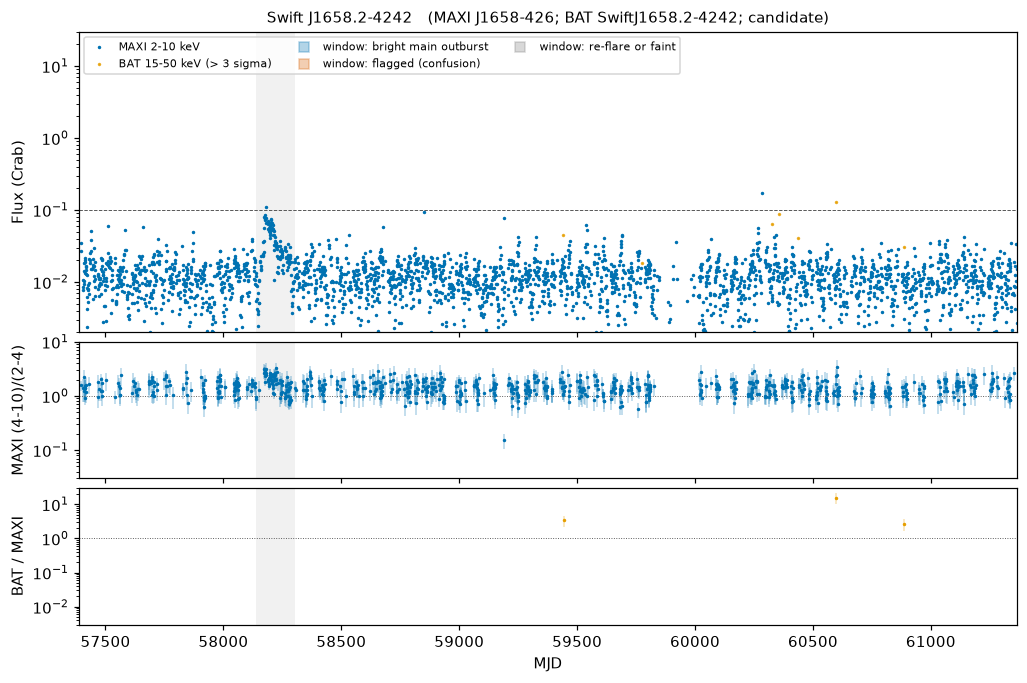 Swift J1658.2-4242 (MAXI J1658-426; BAT SwiftJ1658.2-4242; candidate)
MAXI 2-10 keV
BAT 15-50 keV (> 3 sigma)
window: bright main outburst
window: flagged (confusion)
window: re-flare or faint
Flux (Crab)
10¹
10⁰
10⁻¹
10⁻²
MAXI (4-10)/(2-4)
10¹
10⁰
10⁻¹
BAT / MAXI
10¹
10⁰
10⁻¹
10⁻²
57500 58000 58500 59000 59500 60000 60500 61000
MJD